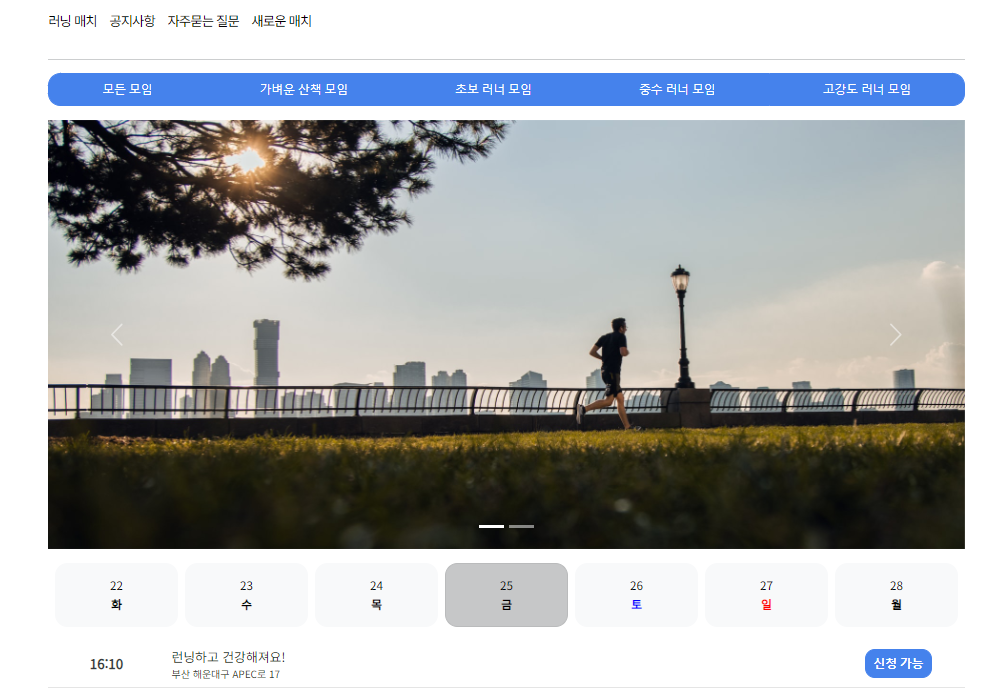 러닝 매치 공지사항 자주묻는 질문 새로운 매치
모든 모임 가벼운 산책 모임 초보 러너 모임 중수 러너 모임 고강도 러너 모임
22 23 24 25 26 27 28
화 수 목 금 토 일 월
16:10
런닝하고 건강해져요!
부산 해운대구 APEC로 17
신청 가능